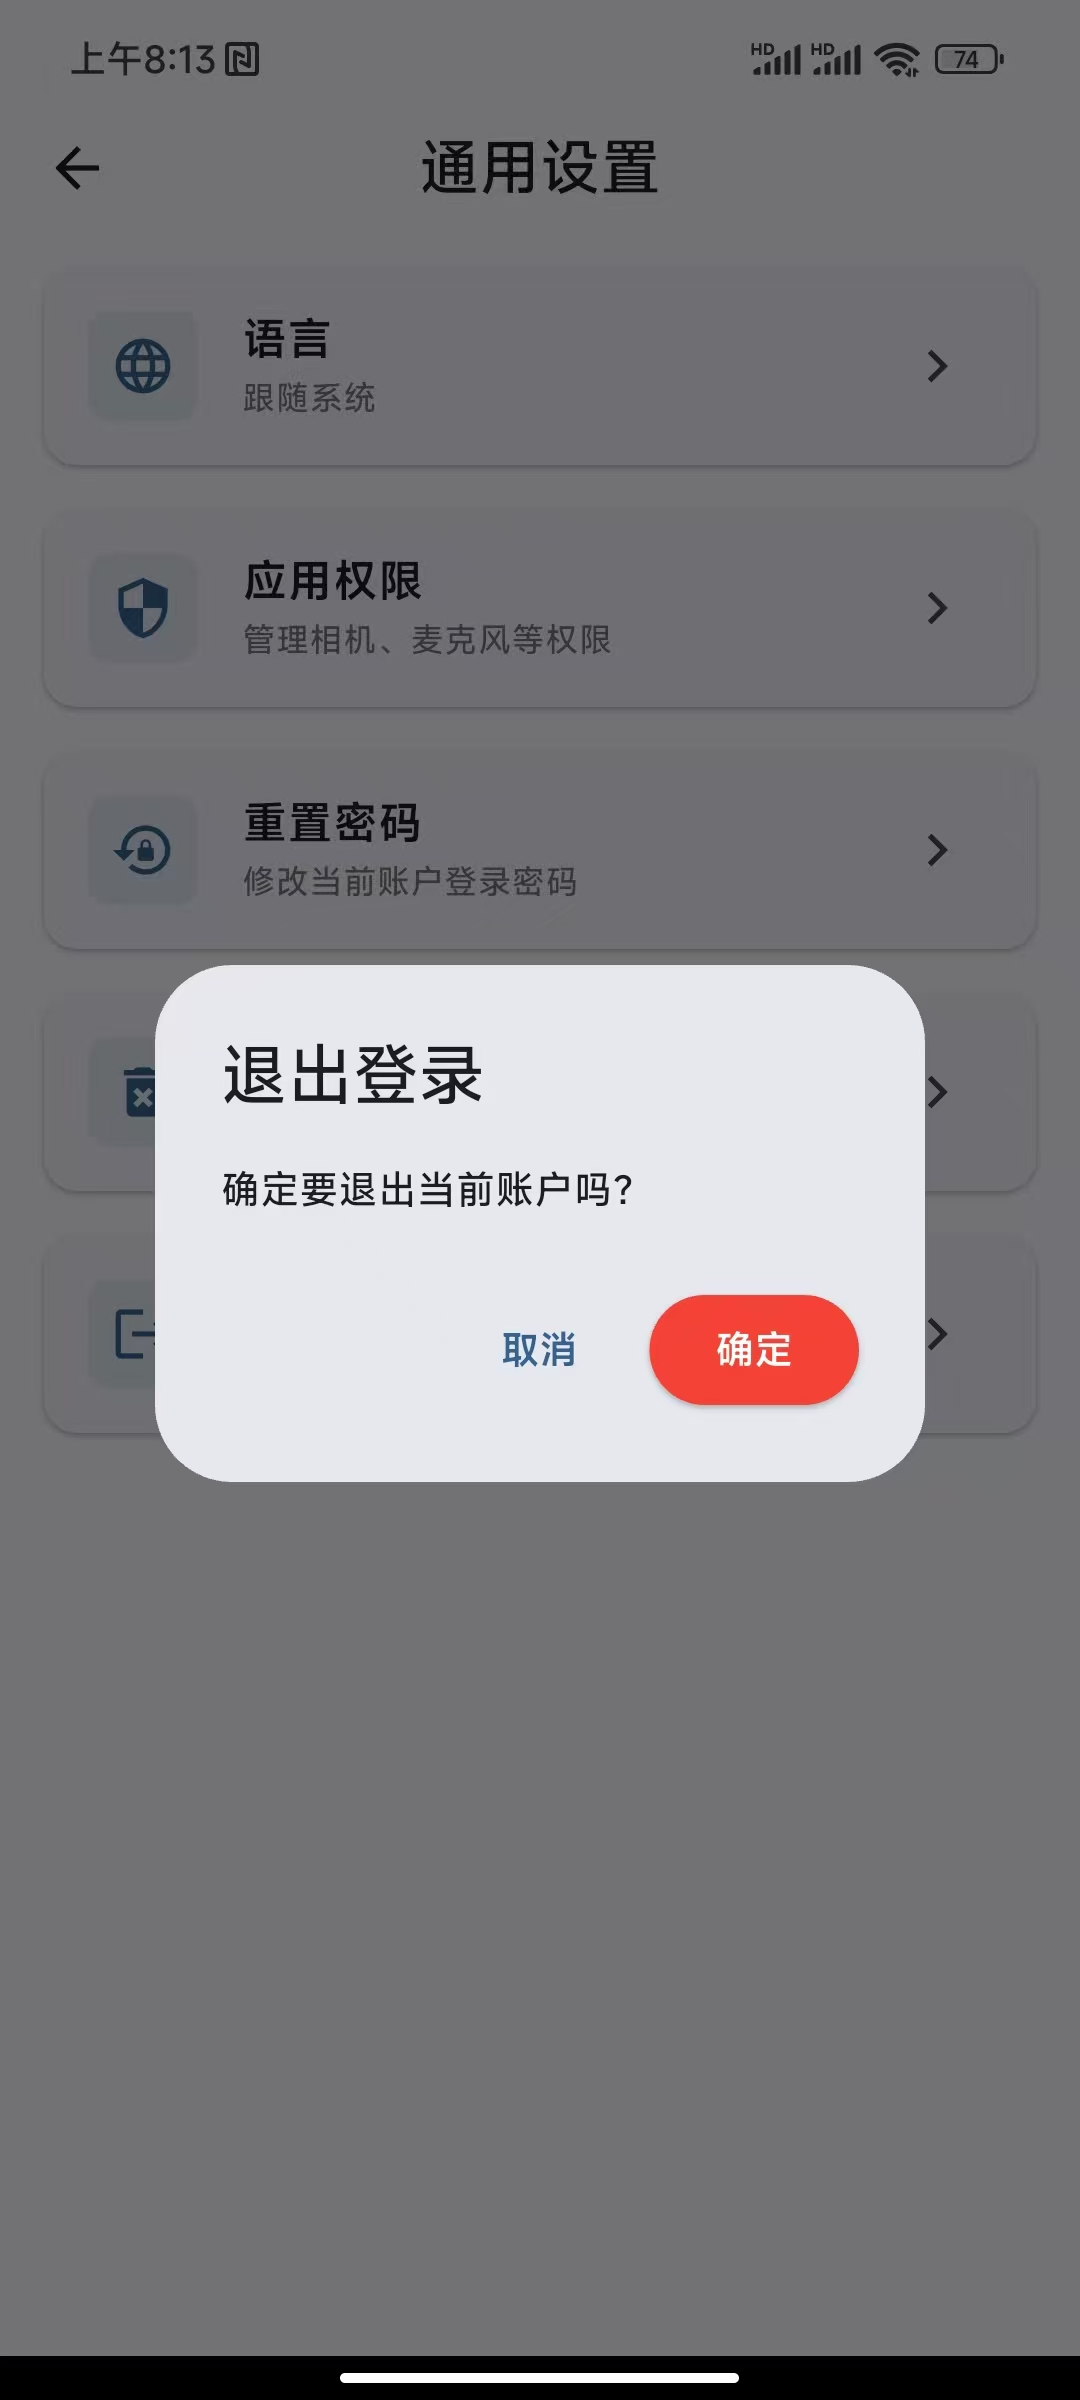 上午8:13
HD HD 74
通用设置
语言
跟随系统
应用权限
管理相机、麦克风等权限
重置密码
修改当前账户登录密码
退出登录
确定要退出当前账户吗？
取消 确定